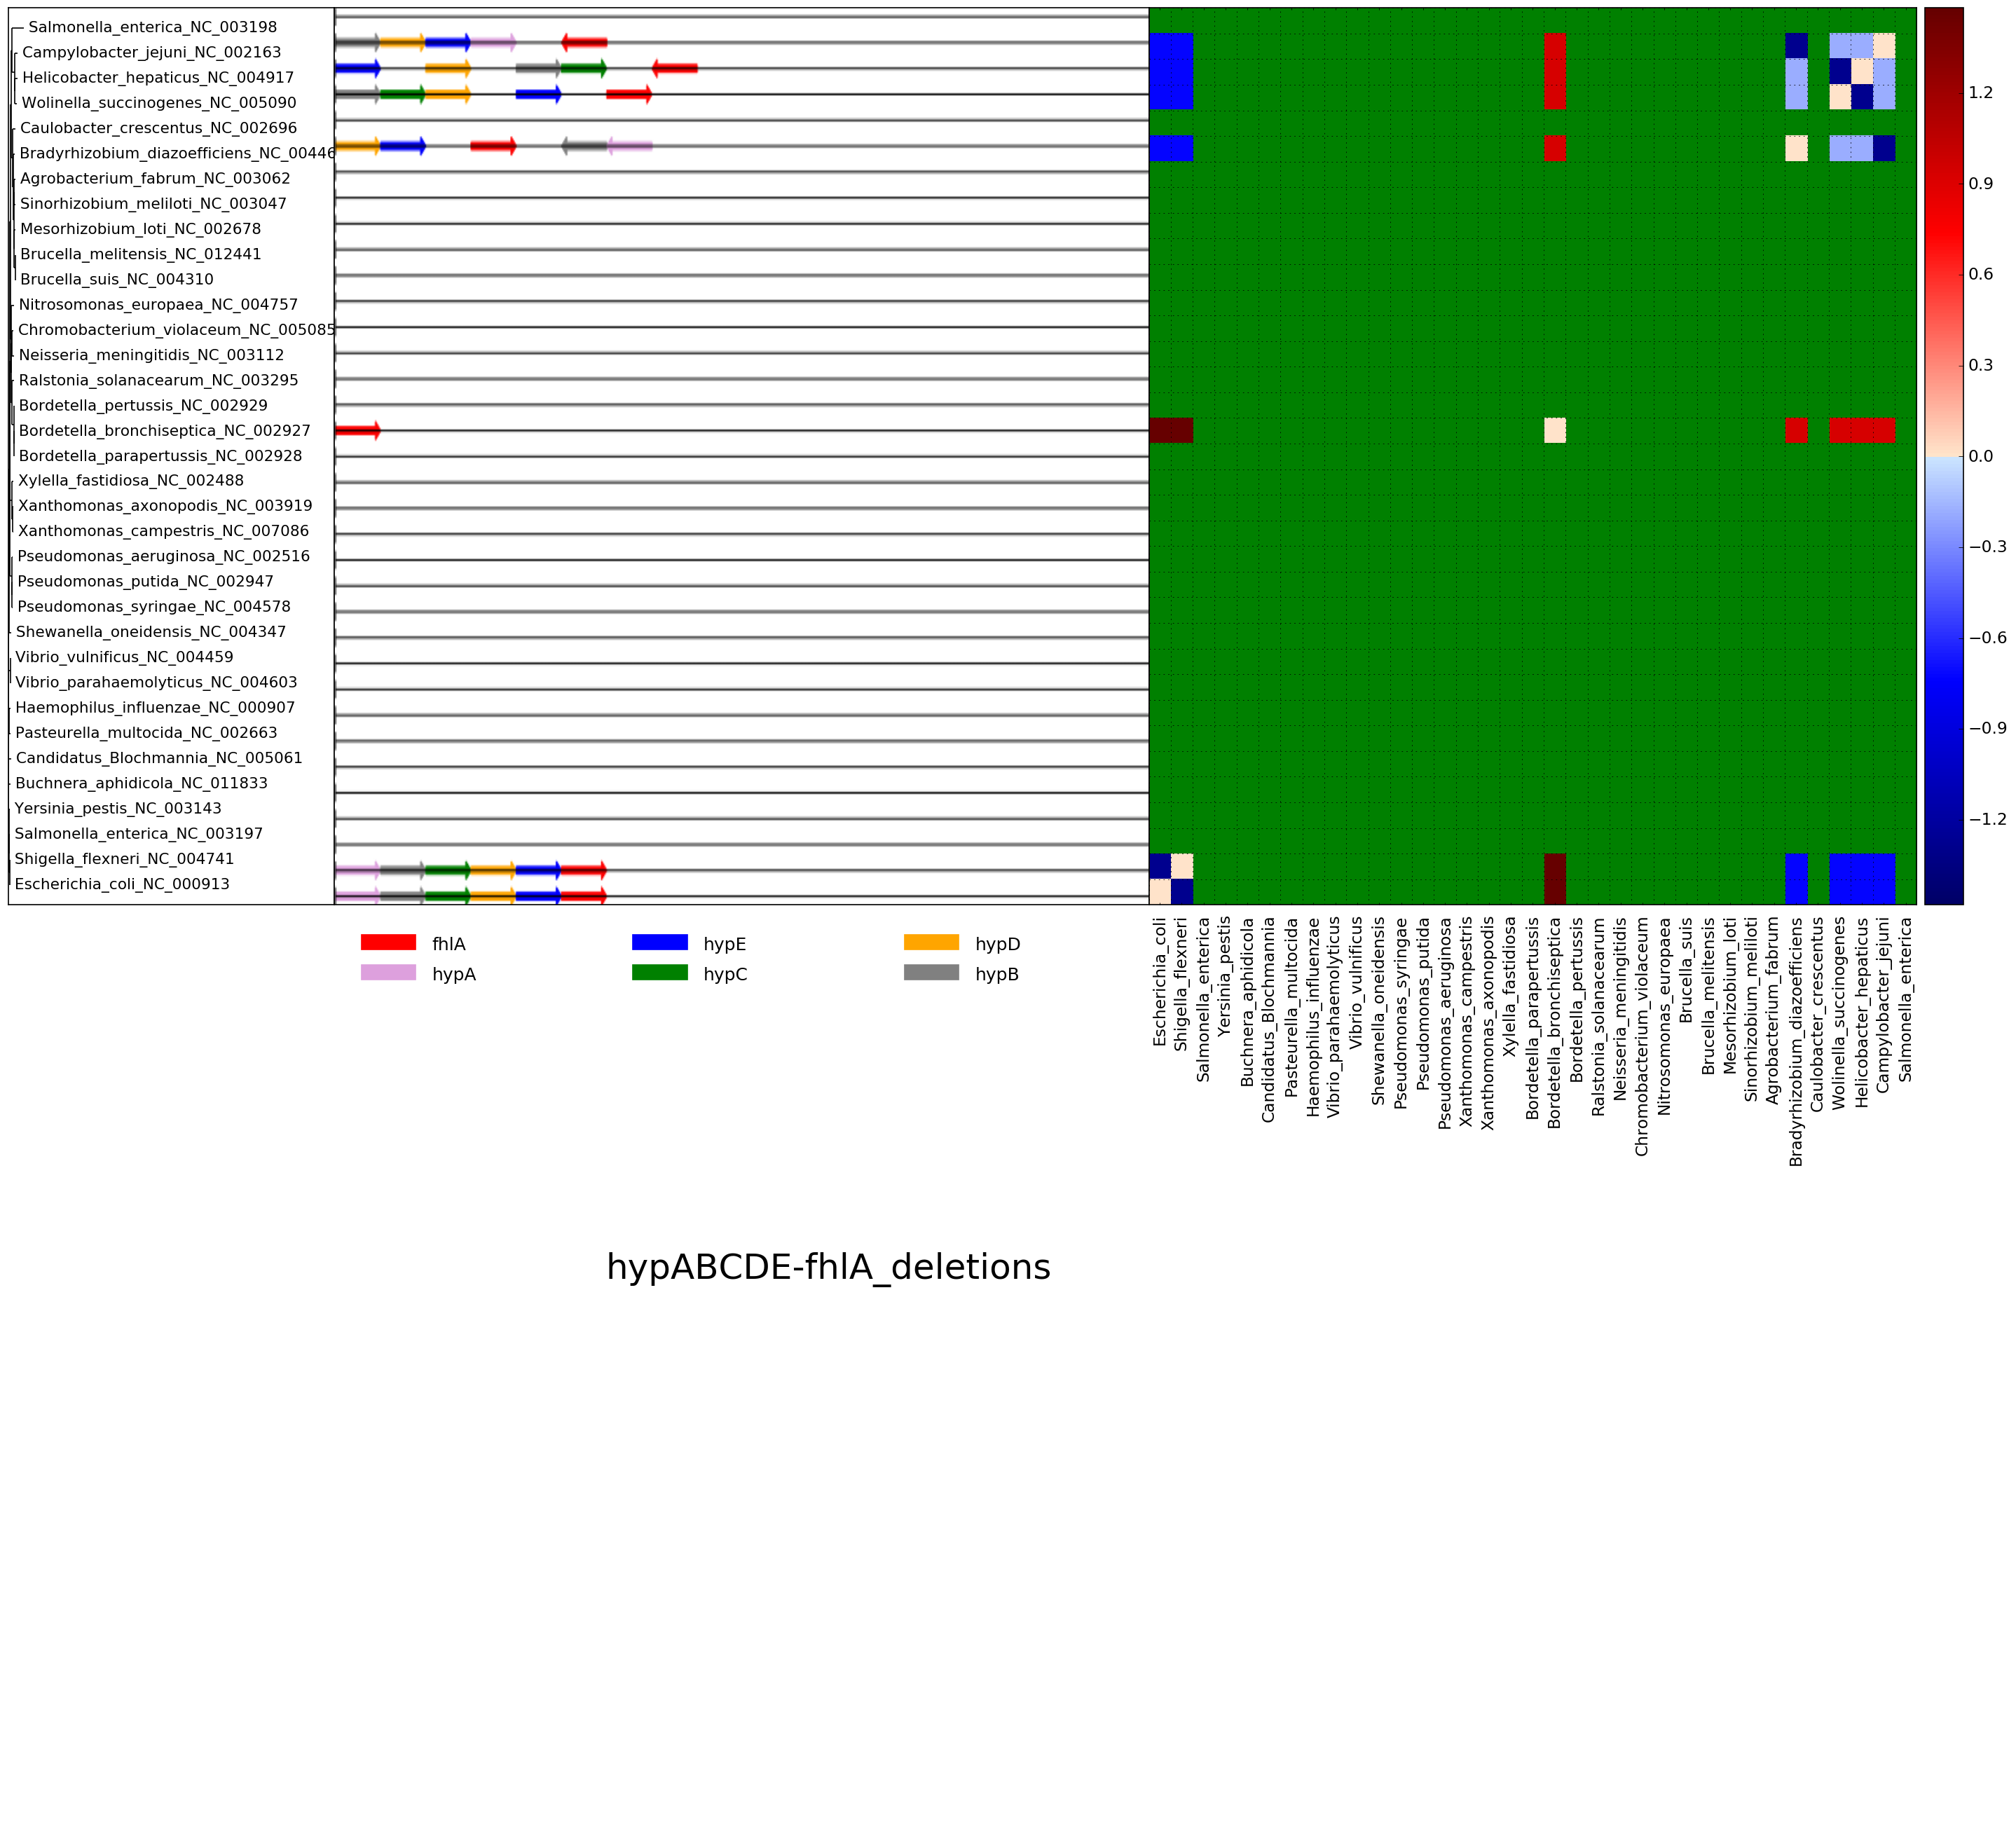 Salmonella_enterica_NC_003198
Campylobacter_jejuni_NC_002163
Helicobacter_hepaticus_NC_004917
Wolinella_succinogenes_NC_005090
Caulobacter_crescentus_NC_002696
Bradyrhizobium_diazoefficiens_NC_00446
Agrobacterium_fabrum_NC_003062
Sinorhizobium_meliloti_NC_003047
Mesorhizobium_loti_NC_002678
Brucella_melitensis_NC_012441
Brucella_suis_NC_004310
Nitrosomonas_europaea_NC_004757
Chromobacterium_violaceum_NC_005085
Neisseria_meningitidis_NC_003112
Ralstonia_solanacearum_NC_003295
Bordetella_pertussis_NC_002929
Bordetella_bronchiseptica_NC_002927
Bordetella_parapertussis_NC_002928
Xylella_fastidiosa_NC_002488
Xanthomonas_axonopodis_NC_003919
Xanthomonas_campestris_NC_007086
Pseudomonas_aeruginosa_NC_002516
Pseudomonas_putida_NC_002947
Pseudomonas_syringae_NC_004578
Shewanella_oneidensis_NC_004347
Vibrio_vulnificus_NC_004459
Vibrio_parahaemolyticus_NC_004603
Haemophilus_influenzae_NC_000907
Pasteurella_multocida_NC_002663
Candidatus_Blochmannia_NC_005061
Buchnera_aphidicola_NC_011833
Yersinia_pestis_NC_003143
Salmonella_enterica_NC_003197
Shigella_flexneri_NC_004741
Escherichia_coli_NC_000913
1.2
0.9
0.6
0.3
0.0
−0.3
−0.6
−0.9
−1.2
fhlA hypE hypD
hypA hypC hypB
Escherichia_coli
Shigella_flexneri
Salmonella_enterica
Yersinia_pestis
Buchnera_aphidicola
Candidatus_Blochmannia
Pasteurella_multocida
Haemophilus_influenzae
Vibrio_parahaemolyticus
Vibrio_vulnificus
Shewanella_oneidensis
Pseudomonas_syringae
Pseudomonas_putida
Pseudomonas_aeruginosa
Xanthomonas_campestris
Xanthomonas_axonopodis
Xylella_fastidiosa
Bordetella_parapertussis
Bordetella_bronchiseptica
Bordetella_pertussis
Ralstonia_solanacearum
Neisseria_meningitidis
Chromobacterium_violaceum
Nitrosomonas_europaea
Brucella_suis
Brucella_melitensis
Mesorhizobium_loti
Sinorhizobium_meliloti
Agrobacterium_fabrum
Bradyrhizobium_diazoefficiens
Caulobacter_crescentus
Wolinella_succinogenes
Helicobacter_hepaticus
Campylobacter_jejuni
Salmonella_enterica
hypABCDE-fhlA_deletions